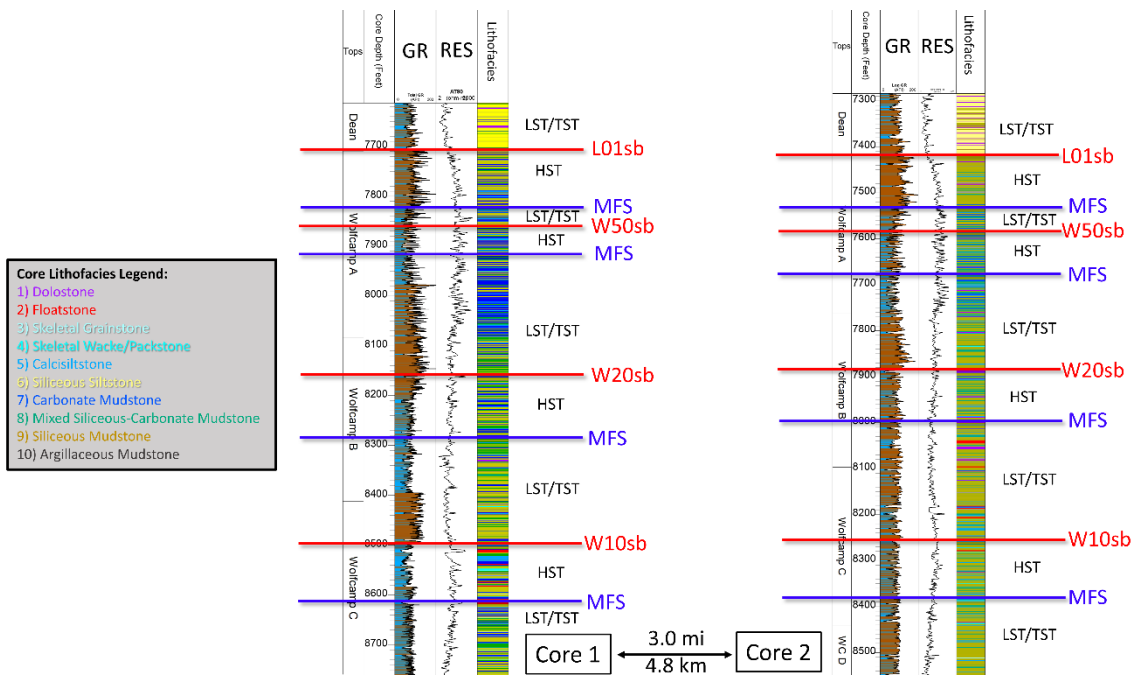 Core Lithofacies Legend:
1) Dolostone
2) Floatstone
3) Skeletal Grainstone
4) Skeletal Wacke/Packstone
5) Calcisiltstone
6) Siliceous Siltstone
7) Carbonate Mudstone
8) Mixed Siliceous-Carbonate Mudstone
9) Siliceous Mudstone
10) Argillaceous Mudstone
Tops
Core Depth (Feet)
GR
RES
Lithofacies
Dean
Wolfcamp A
Wolfcamp B
Wolfcamp C
7700
7800
7900
8000
8100
8200
8300
8400
8500
8600
8700
LST/TST
L01sb
HST
MFS
LST/TST
W50sb
HST
MFS
LST/TST
W20sb
HST
MFS
LST/TST
W10sb
HST
MFS
LST/TST
Core 1
3.0 mi
4.8 km
Core 2
Tops
Core Depth (Feet)
GR
RES
Lithofacies
Dean
Wolfcamp A
Wolfcamp B
Wolfcamp C
WC D
7300
7400
7500
7600
7700
7800
7900
8000
8100
8200
8300
8400
8500
LST/TST
L01sb
HST
MFS
LST/TST
W50sb
HST
MFS
LST/TST
W20sb
HST
MFS
LST/TST
W10sb
HST
MFS
LST/TST